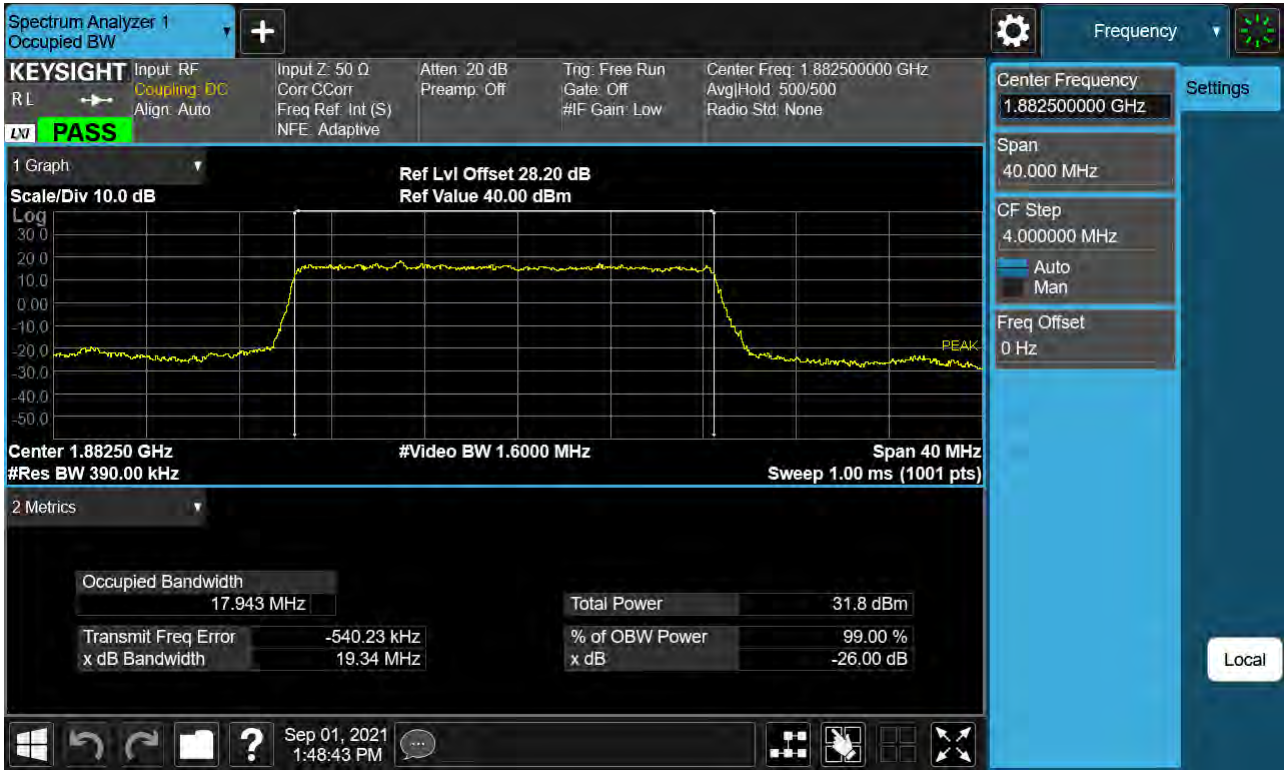 Spectrum Analyzer 1
Occupied BW
+
Frequency
KEYSIGHT
RL
LXI PASS
Input: RF
Coupling: DC
Align: Auto
Input Z: 50 Ω
Corr CCorr
Freq Ref: Int (S)
NFE: Adaptive
Atten: 20 dB
Preamp: Off
Trig: Free Run
Gate: Off
#IF Gain: Low
Center Freq: 1.882500000 GHz
Avg|Hold: 500/500
Radio Std: None
Center Frequency
1.882500000 GHz
Settings
Span
40.000 MHz
CF Step
4.000000 MHz
Auto
Man
Freq Offset
0 Hz
1 Graph
Scale/Div 10.0 dB
Ref Lvl Offset 28.20 dB
Ref Value 40.00 dBm
Log
30.0
20.0
10.0
0.00
-10.0
-20.0
-30.0
-40.0
-50.0
PEAK
Center 1.88250 GHz
#Video BW 1.6000 MHz
Span 40 MHz
#Res BW 390.00 kHz
Sweep 1.00 ms (1001 pts)
2 Metrics
Occupied Bandwidth
17.943 MHz
Total Power 31.8 dBm
Transmit Freq Error -540.23 kHz
% of OBW Power 99.00 %
x dB Bandwidth 19.34 MHz
x dB -26.00 dB
Local
?
Sep 01, 2021
1:48:43 PM